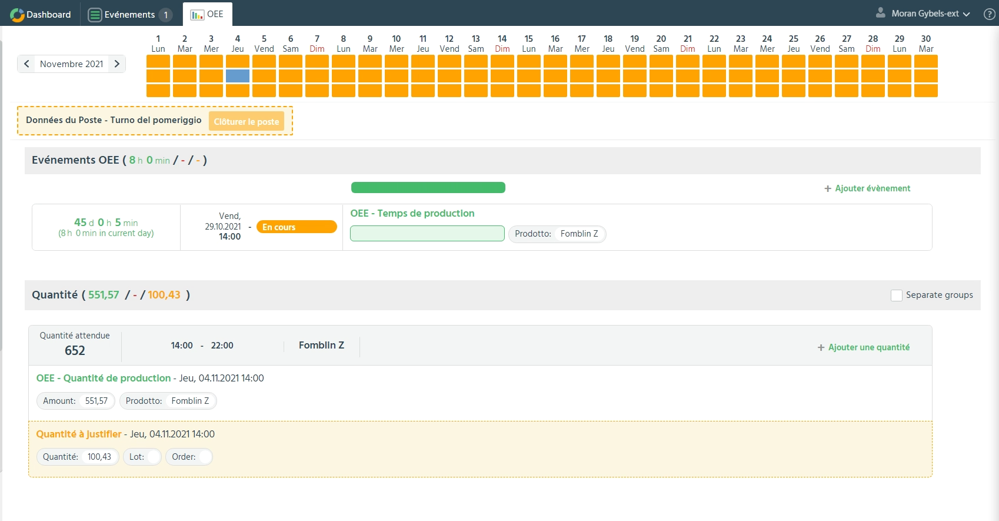 Dashboard Evénements 1 OEE Moran Gybels-ext ?
1 2 3 4 5 6 7 8 9 10 11 12 13 14 15 16 17 18 19 20 21 22 23 24 25 26 27 28 29 30
Lun Mar Mer Jeu Vend Sam Dim Lun Mar Mer Jeu Vend Sam Dim Lun Mar Mer Jeu Vend Sam Dim Lun Mar Mer Jeu Vend Sam Dim Lun Mar
Novembre 2021
Données du Poste - Turno del pomeriggio Clôturer le poste
Evénements OEE ( 8 h 0 min / - / - )
+ Ajouter évènement
45 d 0 h 5 min
(8 h 0 min in current day)
Vend,
29.10.2021
14:00
- En cours
OEE - Temps de production
Prodotto: Fomblin Z
Quantité ( 551,57 / - / 100,43 )
Separate groups
Quantité attendue
652
14:00 - 22:00
Fomblin Z
+ Ajouter une quantité
OEE - Quantité de production - Jeu, 04.11.2021 14:00
Amount: 551,57 Prodotto: Fomblin Z
Quantité à justifier - Jeu, 04.11.2021 14:00
Quantité: 100,43 Lot: Order: